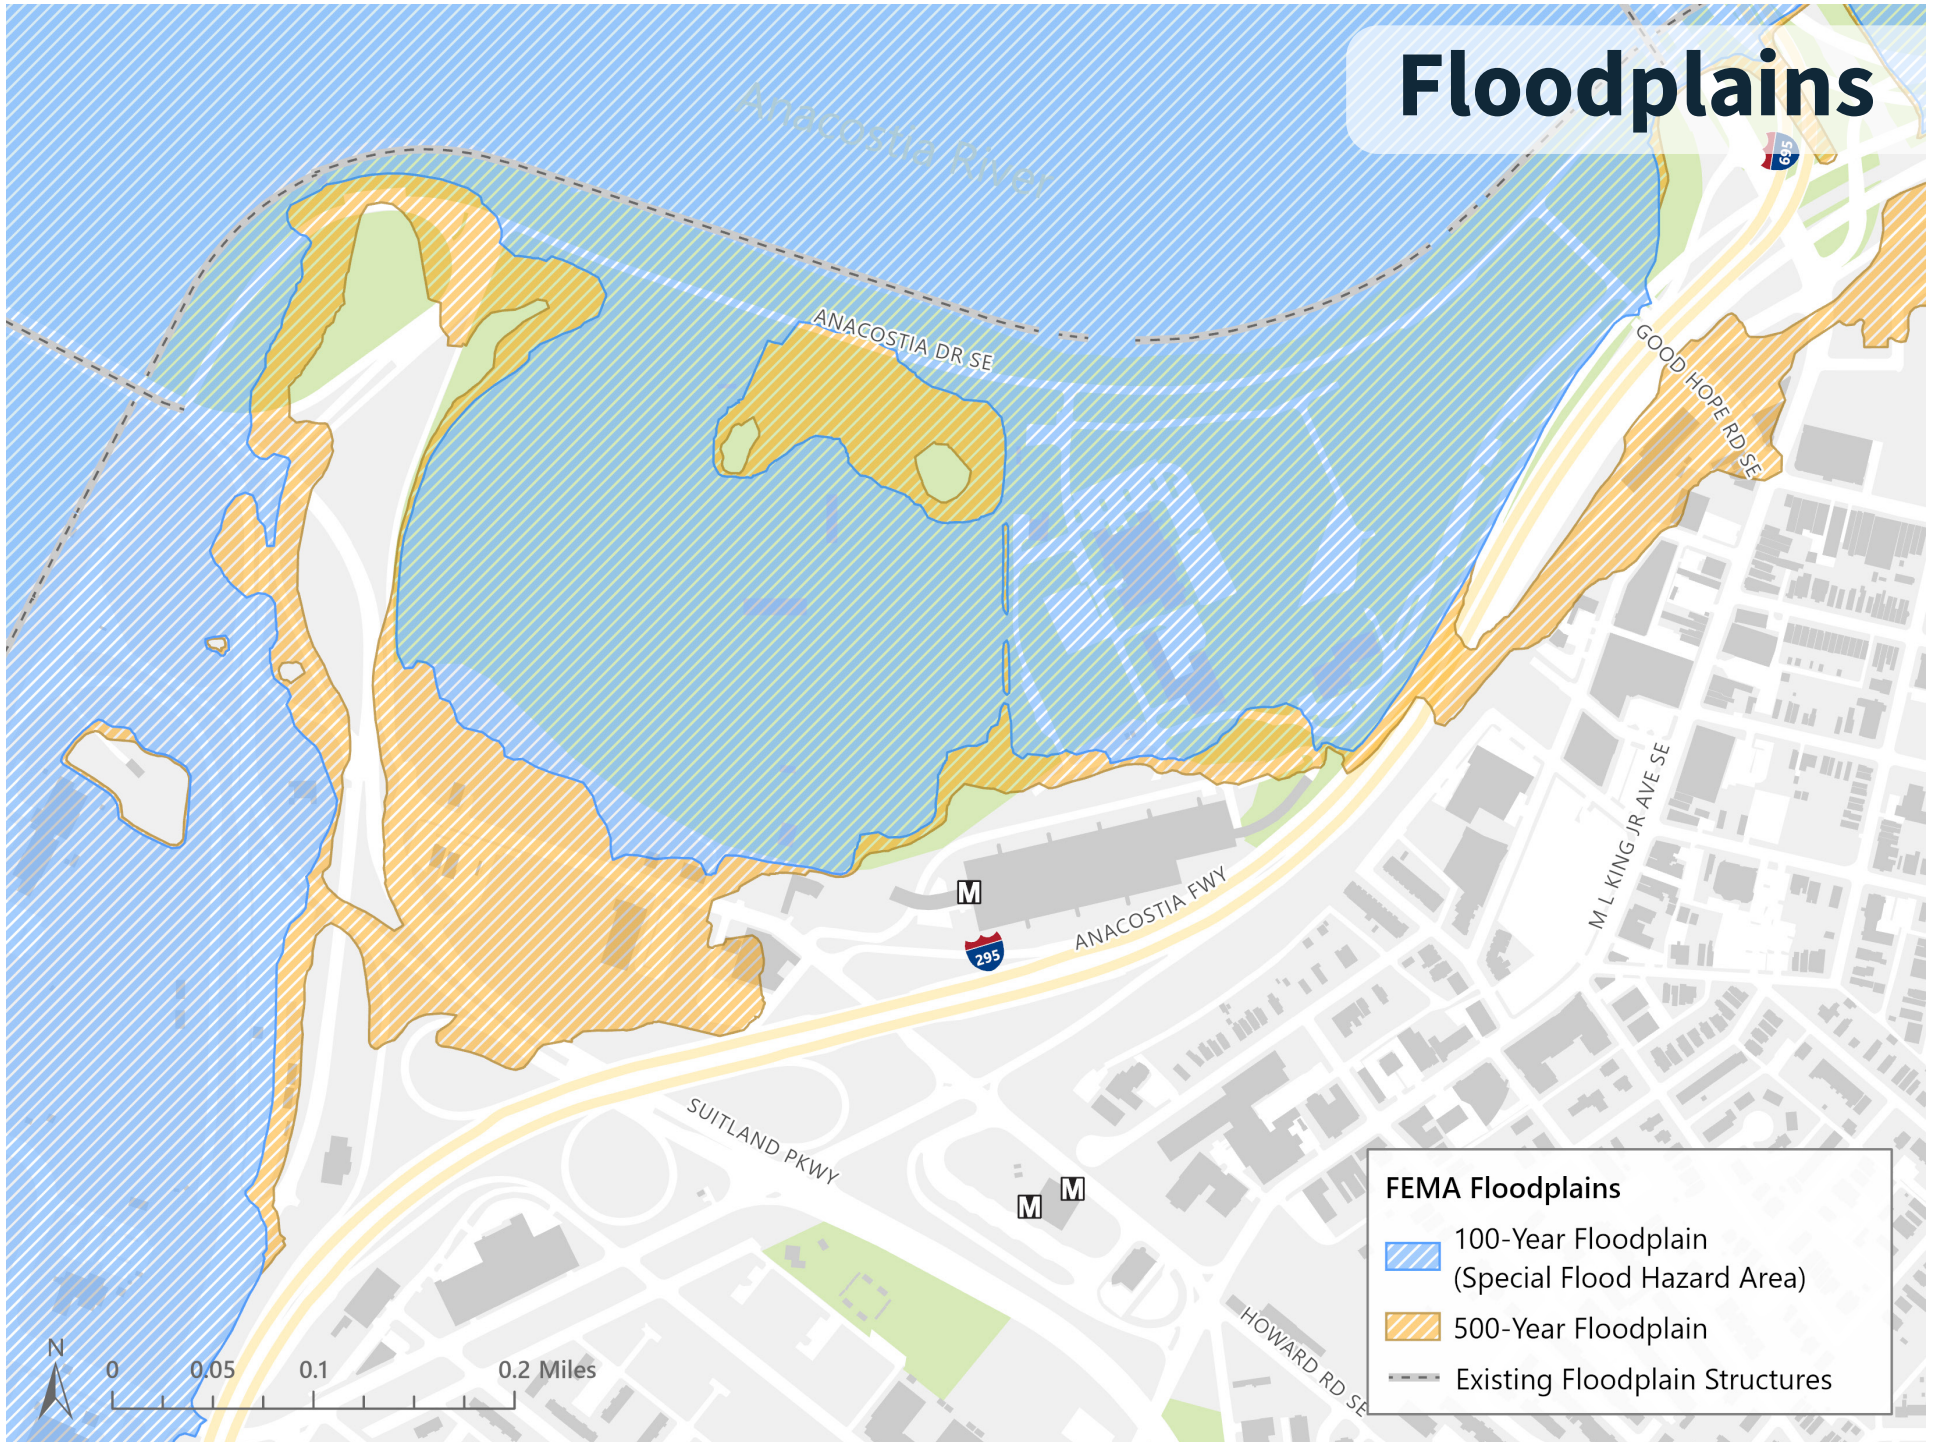 Floodplains
Anacostia River
695
ANACOSTIA DR SE
GOOD HOPE RD SE
M L KING JR AVE SE
M
ANACOSTIA FWY
295
SUITLAND PKWY
M
M
HOWARD RD SE
FEMA Floodplains
100-Year Floodplain
(Special Flood Hazard Area)
500-Year Floodplain
Existing Floodplain Structures
N
0 0.05 0.1 0.2 Miles